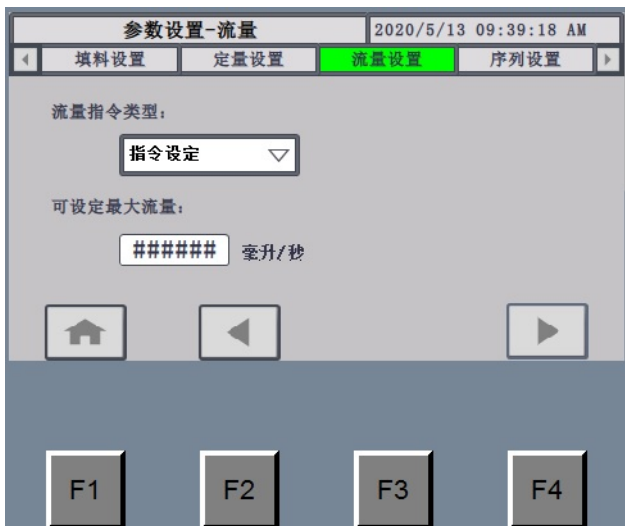 参数设置-流量
2020/5/13 09:39:18 AM
填料设置
定量设置
流量设置
序列设置
流量指令类型:
指令设定
可设定最大流量:
###### 毫升/秒
F1
F2
F3
F4